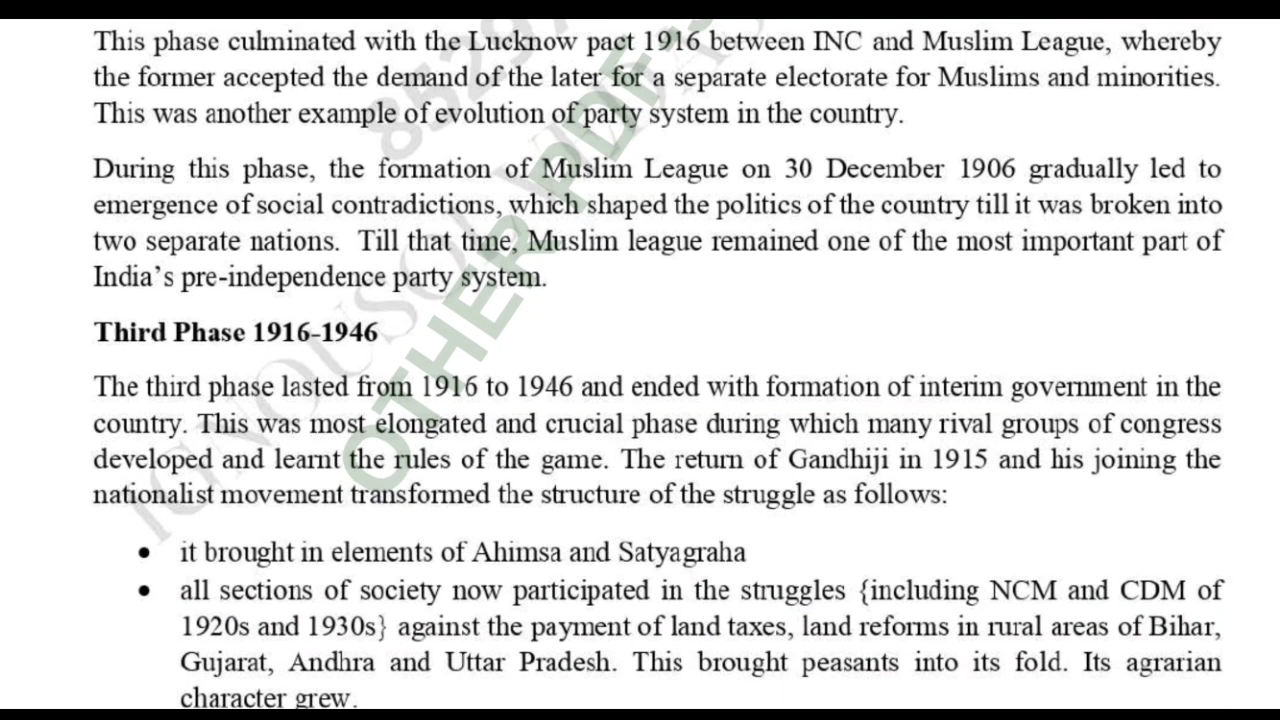 This phase culminated with the Lucknow pact 1916 between INC and Muslim League, whereby
the former accepted the demand of the later for a separate electorate for Muslims and minorities.
This was another example of evolution of party system in the country.
During this phase, the formation of Muslim League on 30 December 1906 gradually led to
emergence of social contradictions, which shaped the politics of the country till it was broken into
two separate nations. Till that time, Muslim league remained one of the most important part of
India's pre-independence party system.
Third Phase 1916-1946
The third phase lasted from 1916 to 1946 and ended with formation of interim government in the
country. This was most elongated and crucial phase during which many rival groups of congress
developed and learnt the rules of the game. The return of Gandhiji in 1915 and his joining the
nationalist movement transformed the structure of the struggle as follows:
• it brought in elements of Ahimsa and Satyagraha
• all sections of society now participated in the struggles {including NCM and CDM of
1920s and 1930s} against the payment of land taxes, land reforms in rural areas of Bihar,
Gujarat, Andhra and Uttar Pradesh. This brought peasants into its fold. Its agrarian
character grew.
OTHER PDF